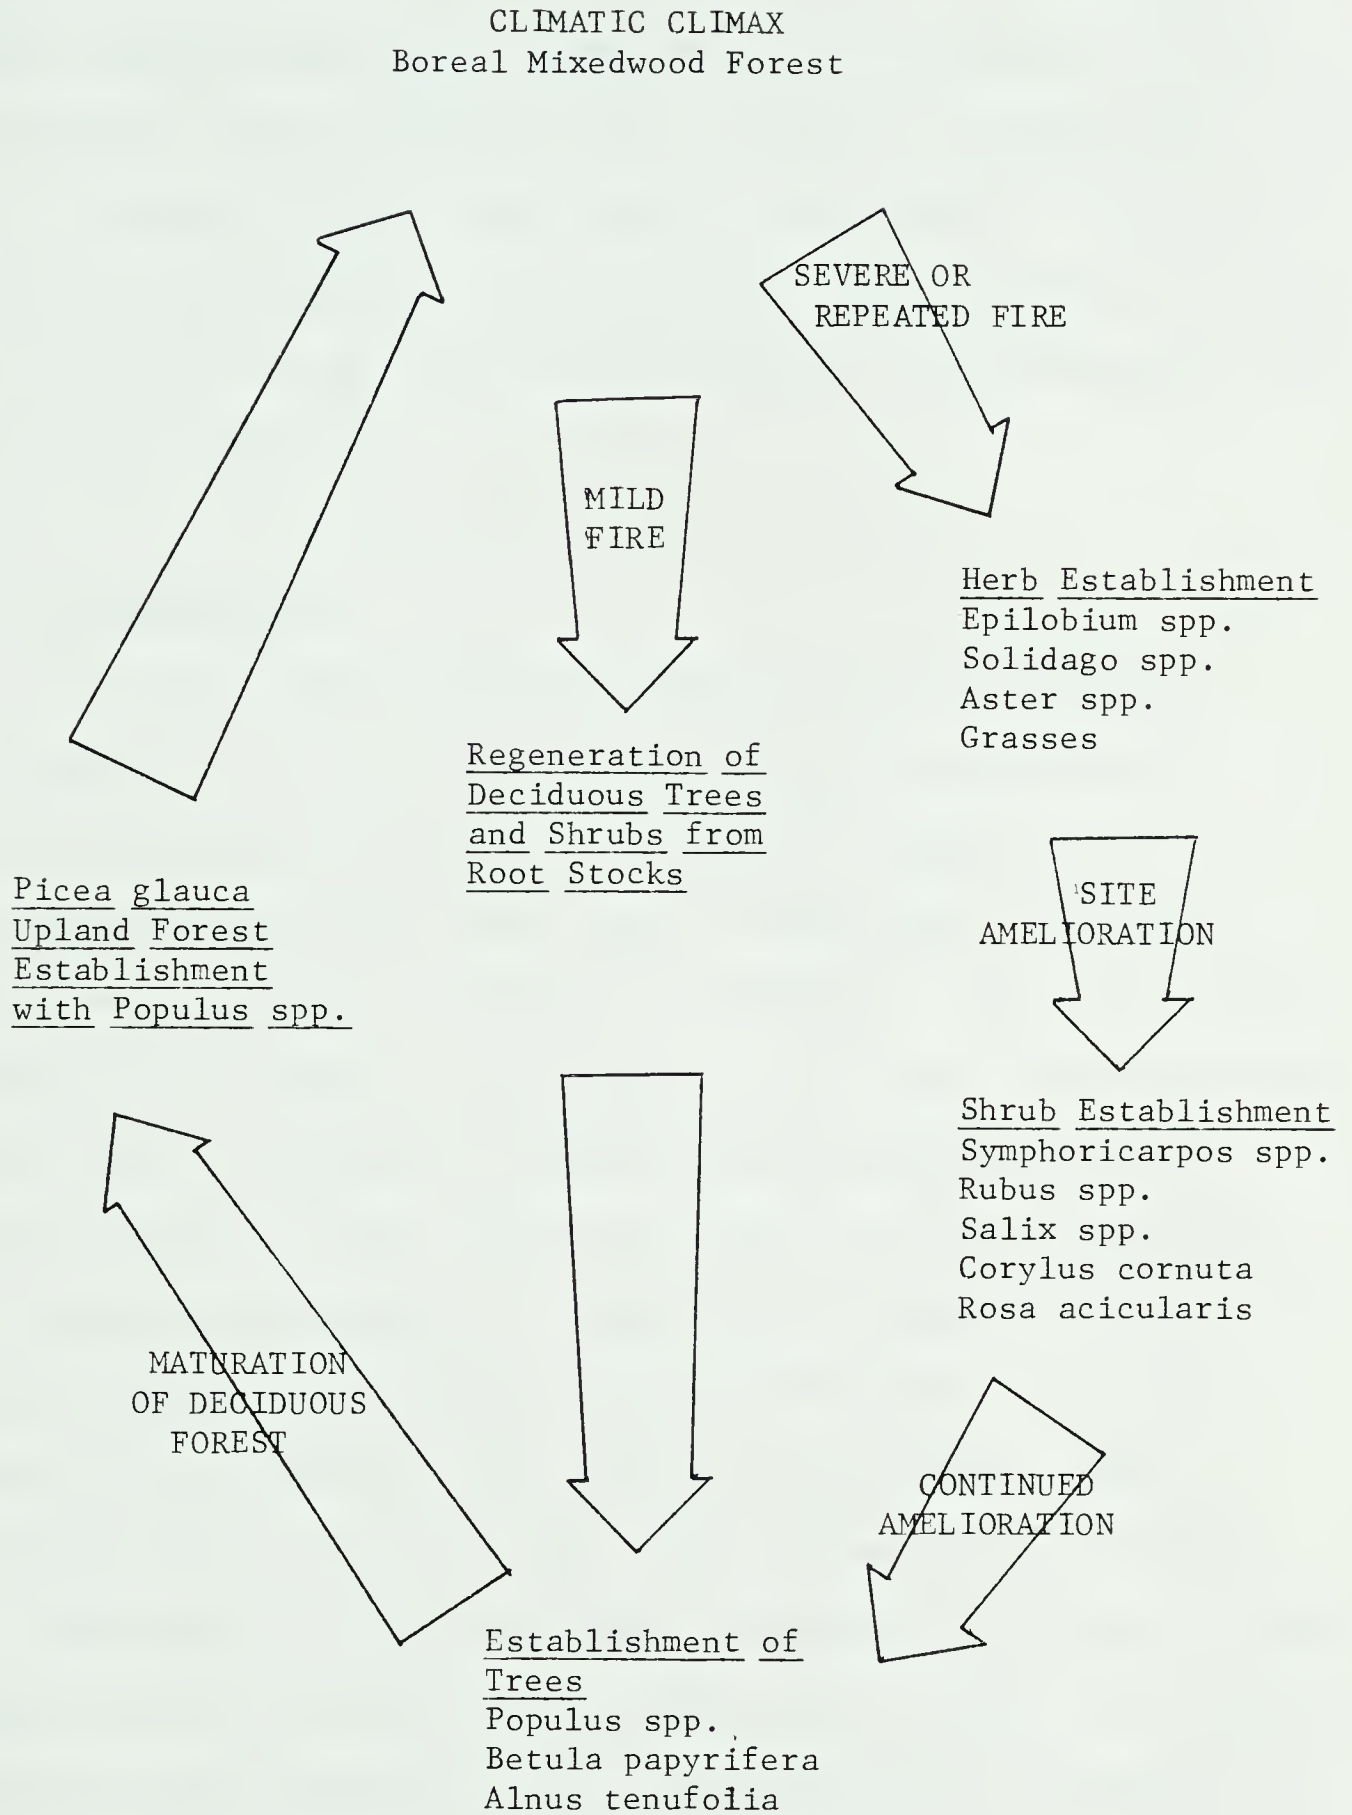 CLIMATIC CLIMAX
Boreal Mixedwood Forest
SEVERE OR
REPEATED FIRE
MILD
FIRE
Herb Establishment
Epilobium spp.
Solidago spp.
Aster spp.
Grasses
Regeneration of
Deciduous Trees
and Shrubs from
Root Stocks
Picea glauca
Upland Forest
Establishment
with Populus spp.
SITE
AMELIORATION
Shrub Establishment
Symphoricarpos spp.
Rubus spp.
Salix spp.
Corylus cornuta
Rosa acicularis
MATURATION
OF DECIDUOUS
FOREST
CONTINUED
AMELIORATION
Establishment of
Trees
Populus spp.
Betula papyrifera
Alnus tenufolia